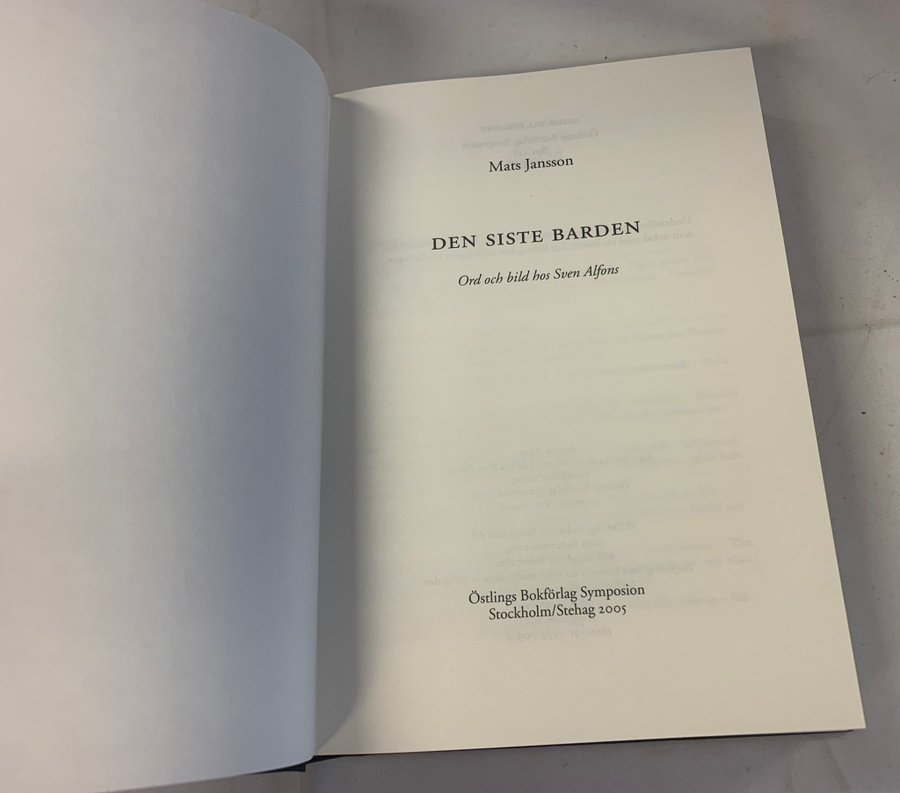 Mats Jansson
DEN SISTE BARDEN
Ord och bild hos Sven Alfons
Östlings Bokförlag Symposion
Stockholm/Stehag 2005